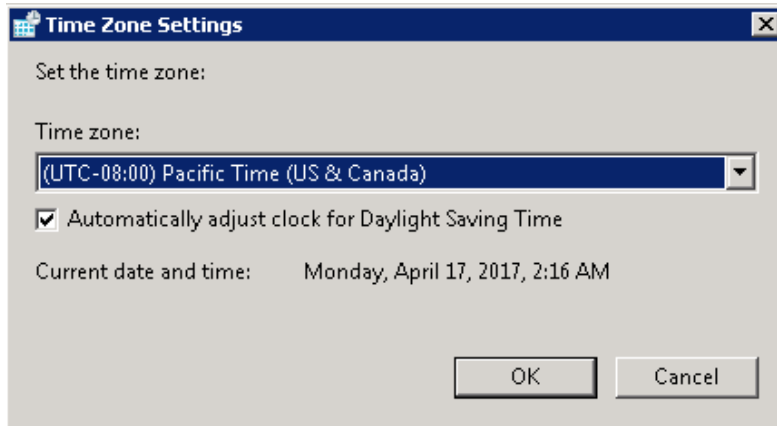 Time Zone Settings
Set the time zone:
Time zone:
(UTC-08:00) Pacific Time (US & Canada)
Automatically adjust clock for Daylight Saving Time
Current date and time: Monday, April 17, 2017, 2:16 AM
OK Cancel